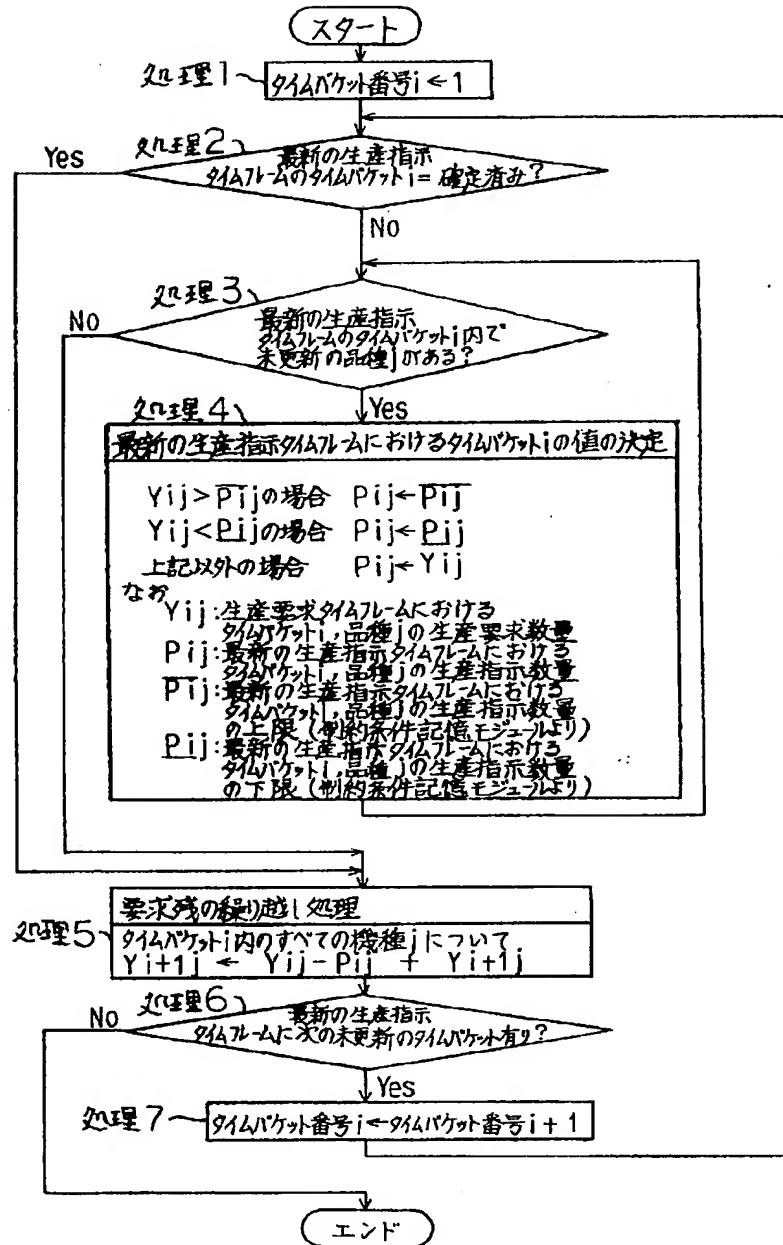 スタート
処理1
タイムバケット番号i←1
処理2
最新の生産指示
タイムフレームのタイムバケットi=確定済み?
Yes
No
処理3
最新の生産指示
タイムフレームのタイムバケットi内で
未更新の品種jがある?
No
Yes
処理4
最新の生産指示タイムフレームにおけるタイムバケットiの値の決定
Yij>P̅i̅j̅の場合 Pij←P̅i̅j̅
Yij<P̲i̲j̲の場合 Pij←P̲i̲j̲
上記以外の場合 Pij←Yij
なお
Yij:生産要求タイムフレームにおける
タイムバケットi,品種jの生産要求数量
Pij:最新の生産指示タイムフレームにおける
タイムバケットi,品種jの生産指示数量
P̅i̅j̅:最新の生産指示タイムフレームにおける
タイムバケットi,品種jの生産指示数量
の上限(制約条件記憶モジュールより)
P̲i̲j̲:最新の生産指示タイムフレームにおける
タイムバケットi,品種jの生産指示数量
の下限(制約条件記憶モジュールより)
要求残の繰り越し処理
処理5
タイムバケットi内のすべての機種jについて
Yi+1j ← Yij-Pij + Yi+1j
処理6
最新の生産指示
タイムフレームに次の未更新のタイムバケット有り?
No
Yes
処理7
タイムバケット番号i←タイムバケット番号i+1
エンド